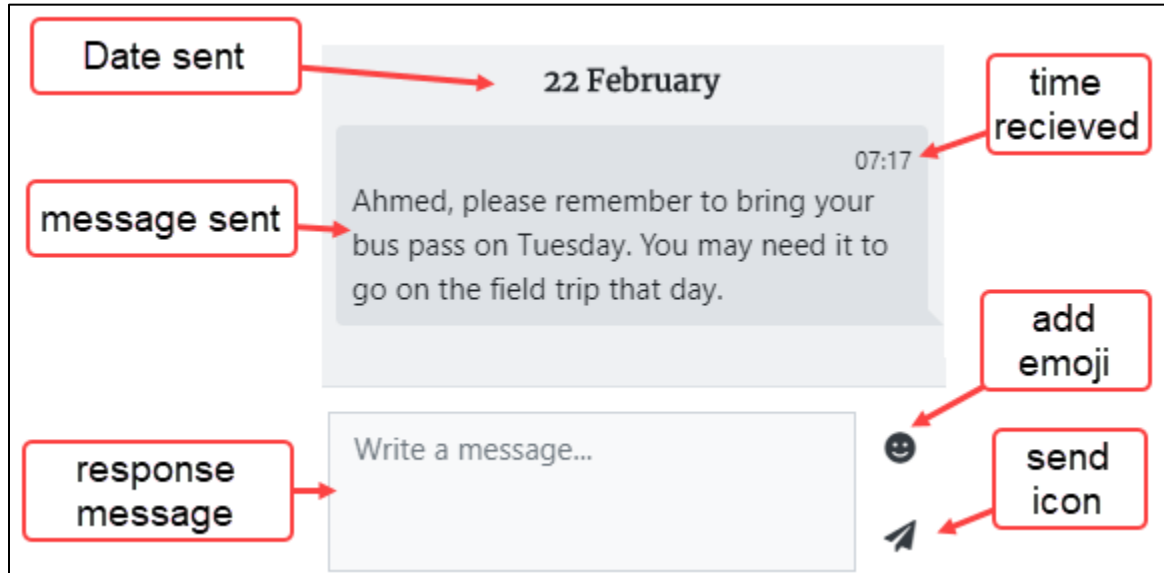 Date sent
22 February
time
recieved
07:17
message sent
Ahmed, please remember to bring your
bus pass on Tuesday. You may need it to
go on the field trip that day.
add
emoji
Write a message...
response
message
send
icon